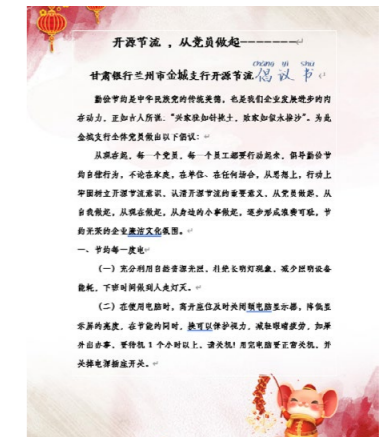 开源节流 ，从党员做起-------
chàng yì shū
甘肃银行兰州市金城支行开源节流倡议书
勤俭节约是中华民族党的传统美德，也是我们企业发展进步的内
在动力，正如古人所说：“兴家犹如针挑土，败家如似水推沙”。为此
金城支行全体党员做出以下倡议：
从现在起，每一个党员，每一个员工都要行动起来，倡导勤俭节
约自律行为，不论在家庭，在单位、在任何场合，从思想上，行动上
牢固树立开源节流意识，认清开源节流的重要意义，从党员做起、从
自我做起，从现在做起，从身边的小事做起，逐步形成浪费可耻，节
约光荣的企业廉洁文化氛围。
一、节约每一度电
（一）充分利用自然资源光照，杜绝长明灯现象，减少照明设备
能耗，下班时间做到人走灯灭。
（二）在使用电脑时，离开座位及时关闭颐电脑显示器，降低显
示屏的亮度，在节能的同时，换可以保护视力，减轻眼睛疲劳，如果
外出办事，要待机 1 个小时以上，请关机！用完电脑要正常关机，并
关掉电源插座开关。